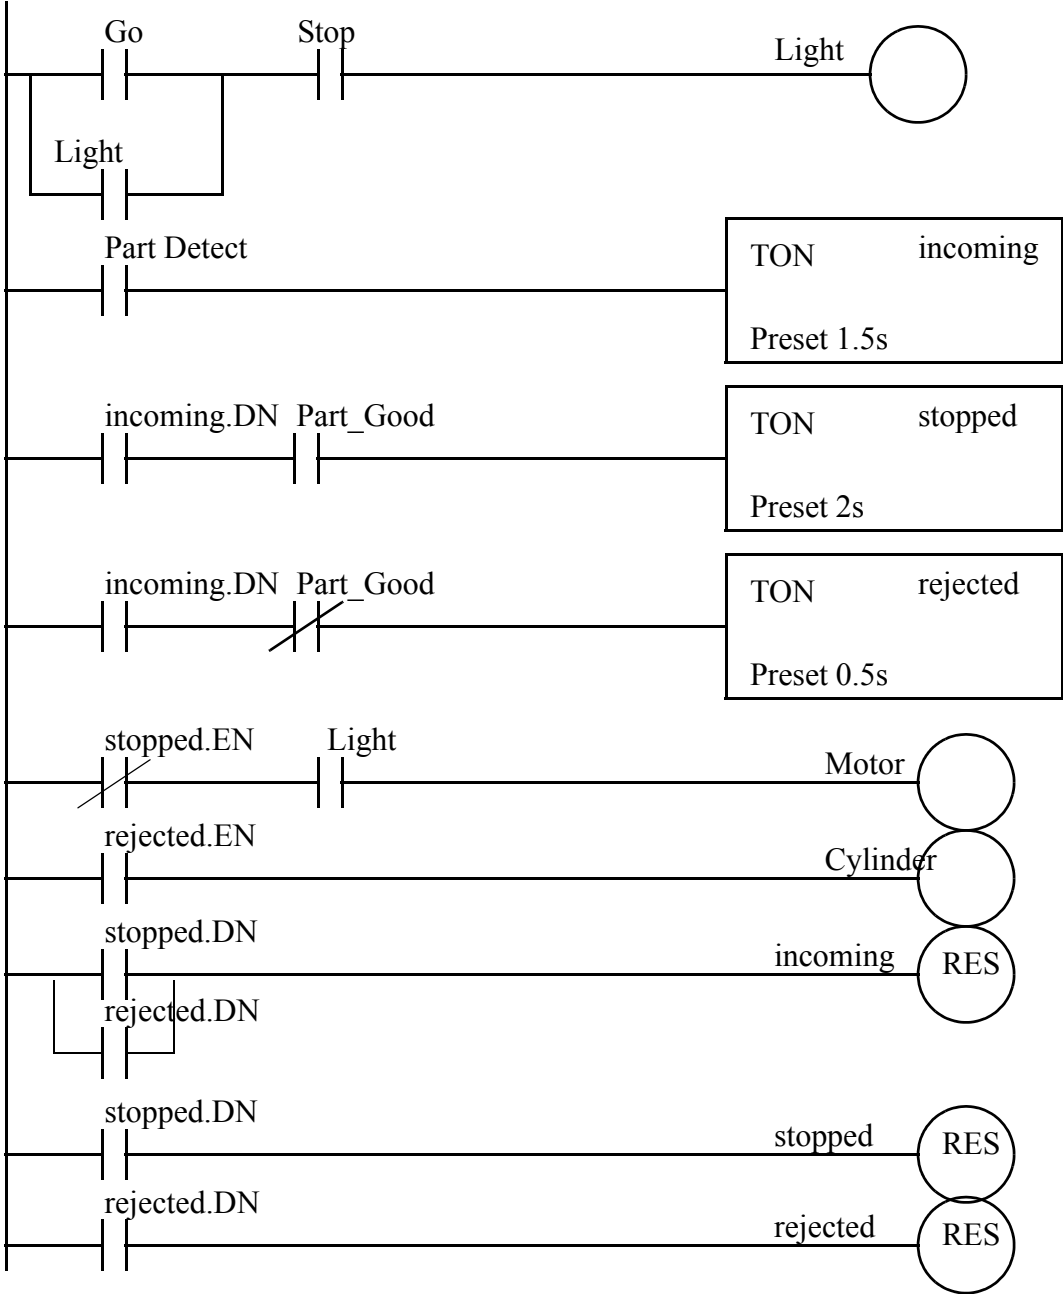 Go Stop
Light
Light
Part Detect
TON incoming
Preset 1.5s
incoming.DN Part_Good
TON stopped
Preset 2s
incoming.DN Part_Good
TON rejected
Preset 0.5s
stopped.EN Light
Motor
rejected.EN
Cylinder
stopped.DN
incoming RES
rejected.DN
stopped.DN
stopped RES
rejected.DN
rejected RES